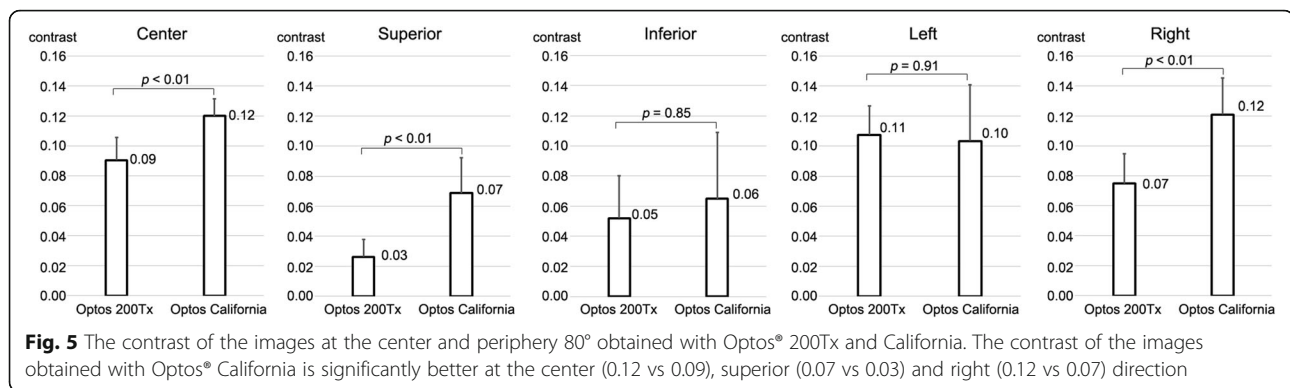 Center
contrast
0.16
0.14
0.12
0.10
0.08
0.06
0.04
0.02
0.00
p < 0.01
0.09
0.12
Optos 200Tx Optos California
Superior
contrast
0.16
0.14
0.12
0.10
0.08
0.06
0.04
0.02
0.00
p < 0.01
0.03
0.07
Optos 200Tx Optos California
Inferior
contrast
0.16
0.14
0.12
0.10
0.08
0.06
0.04
0.02
0.00
p = 0.85
0.05
0.06
Optos 200Tx Optos California
Left
contrast
0.16
0.14
0.12
0.10
0.08
0.06
0.04
0.02
0.00
p = 0.91
0.11
0.10
Optos 200Tx Optos California
Right
contrast
0.16
0.14
0.12
0.10
0.08
0.06
0.04
0.02
0.00
p < 0.01
0.07
0.12
Optos 200Tx Optos California
Fig. 5 The contrast of the images at the center and periphery 80° obtained with Optos® 200Tx and California. The contrast of the images
obtained with Optos® California is significantly better at the center (0.12 vs 0.09), superior (0.07 vs 0.03) and right (0.12 vs 0.07) direction